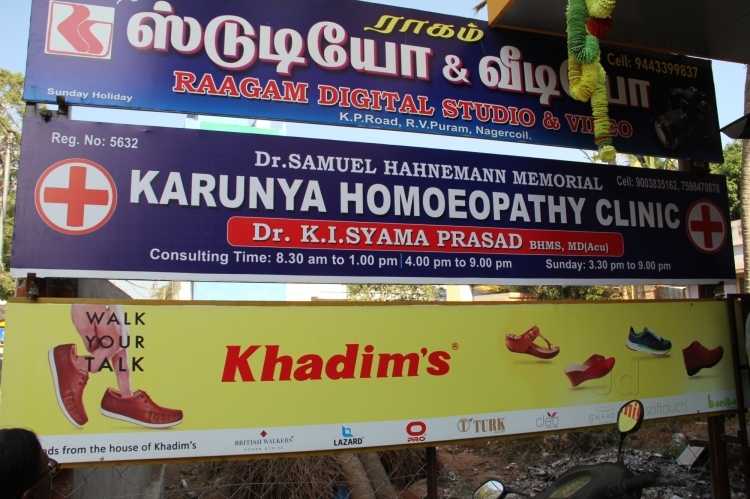 ராகம்
ஸ்டுடியோ & வீடியோ
Cell: 9443399837
Sunday Holiday
RAAGAM DIGITAL STUDIO & VIDEO
K.P.Road, R.V.Puram, Nagercoil.
Reg. No: 5632
Dr.SAMUEL HAHNEMANN MEMORIAL
Cell: 9003835162, 7598470878
KARUNYA HOMOEOPATHY CLINIC
Dr. K.I.SYAMA PRASAD BHMS, MD(Acu)
Consulting Time: 8.30 am to 1.00 pm | 4.00 pm to 9.00 pm Sunday: 3.30 pm to 9.00 pm
WALK
YOUR
TALK
Khadim's
from the house of Khadim's
BRITISH WALKERS
LAZARD
PRO
TURK
cleo
softtouch